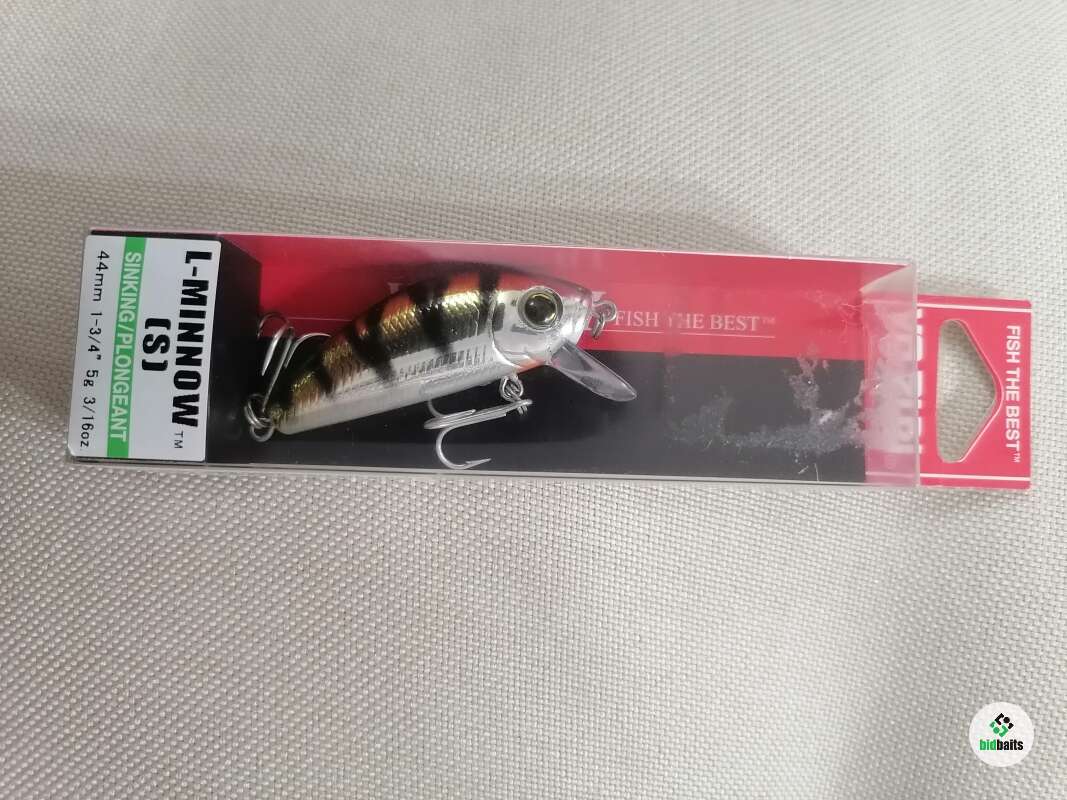 L-MINNOW™
(S)
SINKING/PLONGEANT
44mm 1-3/4" 5g 3/16oz
FISH THE BEST™
FISH THE BEST™
bidbaits